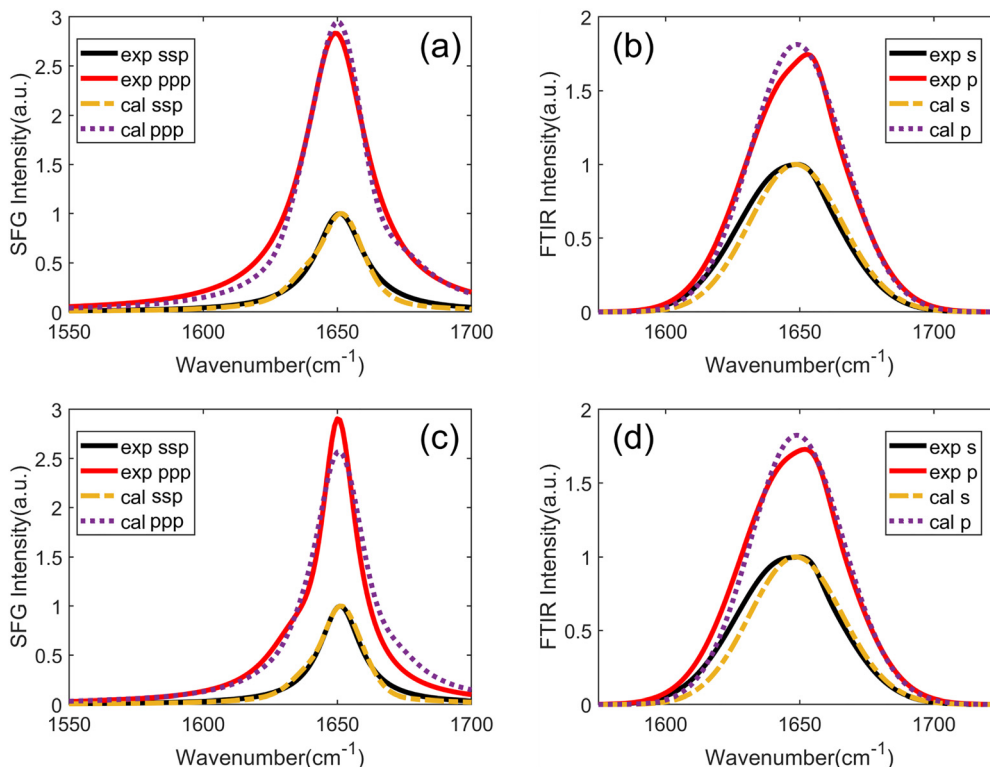 (a)
SFG Intensity(a.u.)
3
2.5
2
1.5
1
0.5
0
exp ssp
exp ppp
cal ssp
cal ppp
1550
1600
1650
1700
Wavenumber(cm⁻¹)
(b)
FTIR Intensity(a.u.)
2
1.5
1
0.5
0
exp s
exp p
cal s
cal p
1600
1650
1700
Wavenumber(cm⁻¹)
(c)
SFG Intensity(a.u.)
3
2.5
2
1.5
1
0.5
0
exp ssp
exp ppp
cal ssp
cal ppp
1550
1600
1650
1700
Wavenumber(cm⁻¹)
(d)
FTIR Intensity(a.u.)
2
1.5
1
0.5
0
exp s
exp p
cal s
cal p
1600
1650
1700
Wavenumber(cm⁻¹)